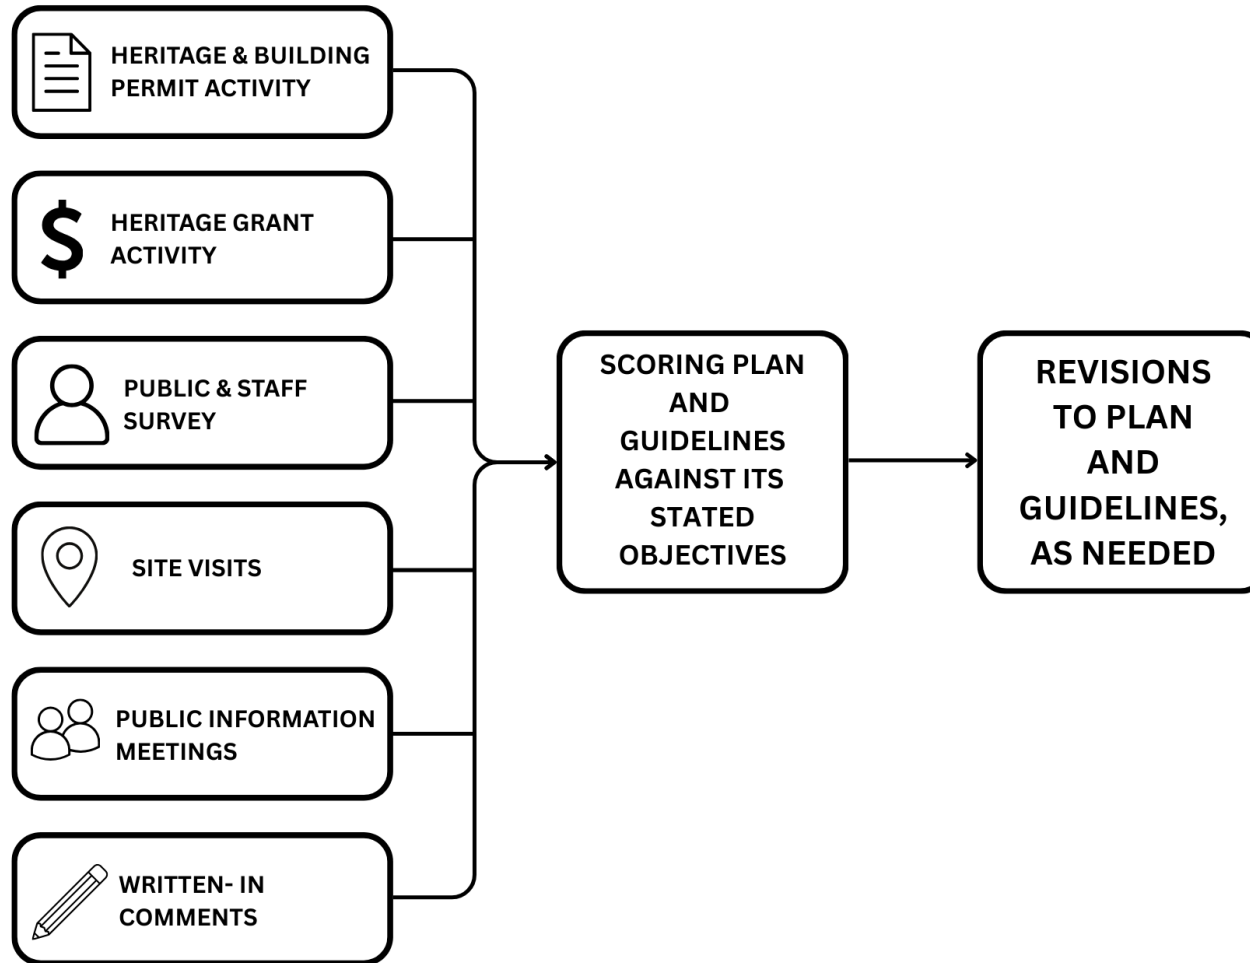 HERITAGE & BUILDING
PERMIT ACTIVITY
$
HERITAGE GRANT
ACTIVITY
PUBLIC & STAFF
SURVEY
SITE VISITS
PUBLIC INFORMATION
MEETINGS
WRITTEN- IN
COMMENTS
SCORING PLAN
AND
GUIDELINES
AGAINST ITS
STATED
OBJECTIVES
REVISIONS
TO PLAN
AND
GUIDELINES,
AS NEEDED